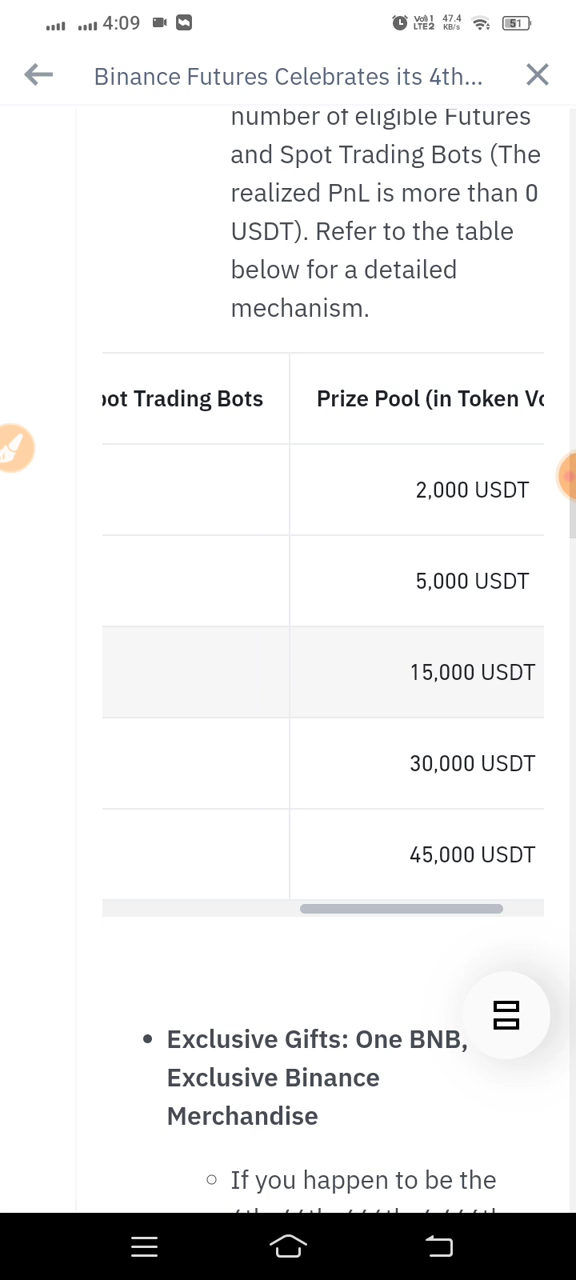 4:09
Vo1 LTE2 47.4 KB/s 51
Binance Futures Celebrates its 4th...
number of eligible Futures
and Spot Trading Bots (The
realized PnL is more than 0
USDT). Refer to the table
below for a detailed
mechanism.
pot Trading Bots Prize Pool (in Token Vo
2,000 USDT
5,000 USDT
15,000 USDT
30,000 USDT
45,000 USDT
• Exclusive Gifts: One BNB,
Exclusive Binance
Merchandise
○ If you happen to be the